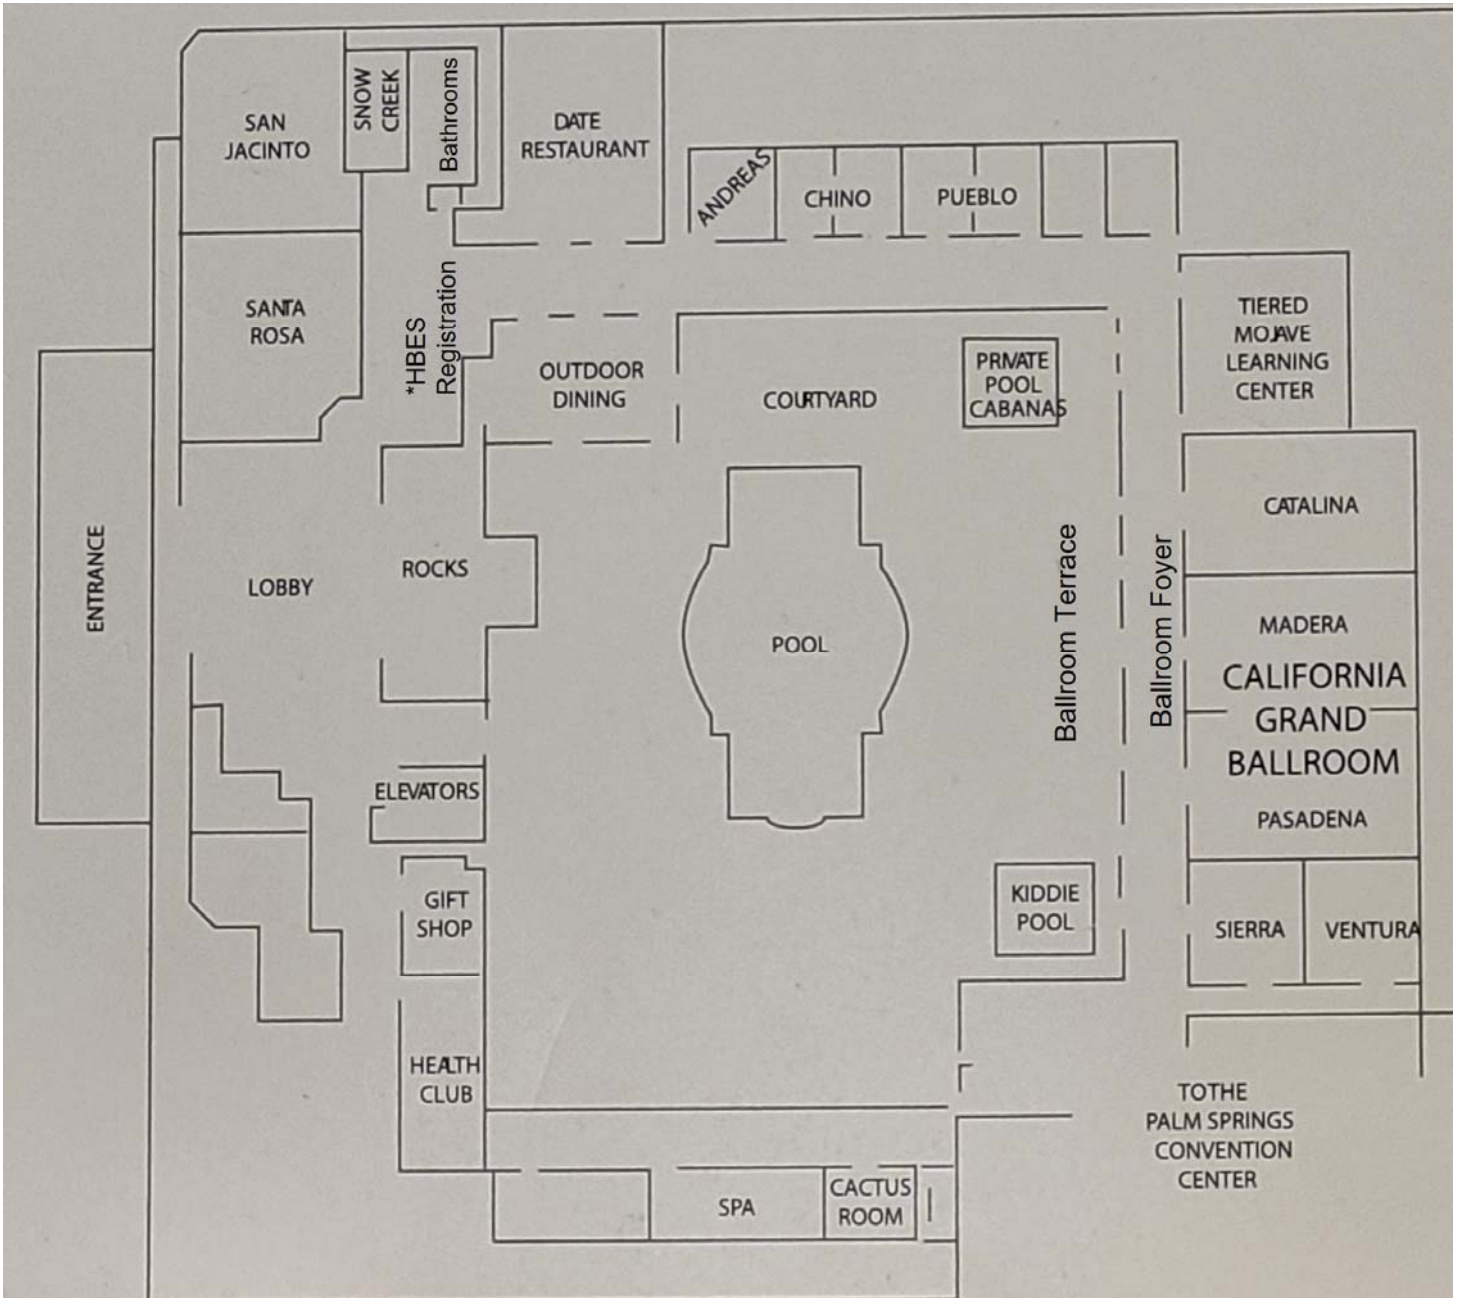 SAN
JACINTO
SNOW
CREEK
Bathrooms
DATE
RESTAURANT
ANDREAS
CHINO
PUEBLO
SANTA
ROSA
*HBES
Registration
OUTDOOR
DINING
COURTYARD
PRIVATE
POOL
CABANAS
TIERED
MOJAVE
LEARNING
CENTER
CATALINA
ENTRANCE
LOBBY
ROCKS
POOL
Ballroom Terrace
Ballroom Foyer
MADERA
CALIFORNIA
GRAND
BALLROOM
PASADENA
ELEVATORS
GIFT
SHOP
KIDDIE
POOL
SIERRA
VENTURA
HEALTH
CLUB
TO THE
PALM SPRINGS
CONVENTION
CENTER
SPA
CACTUS
ROOM